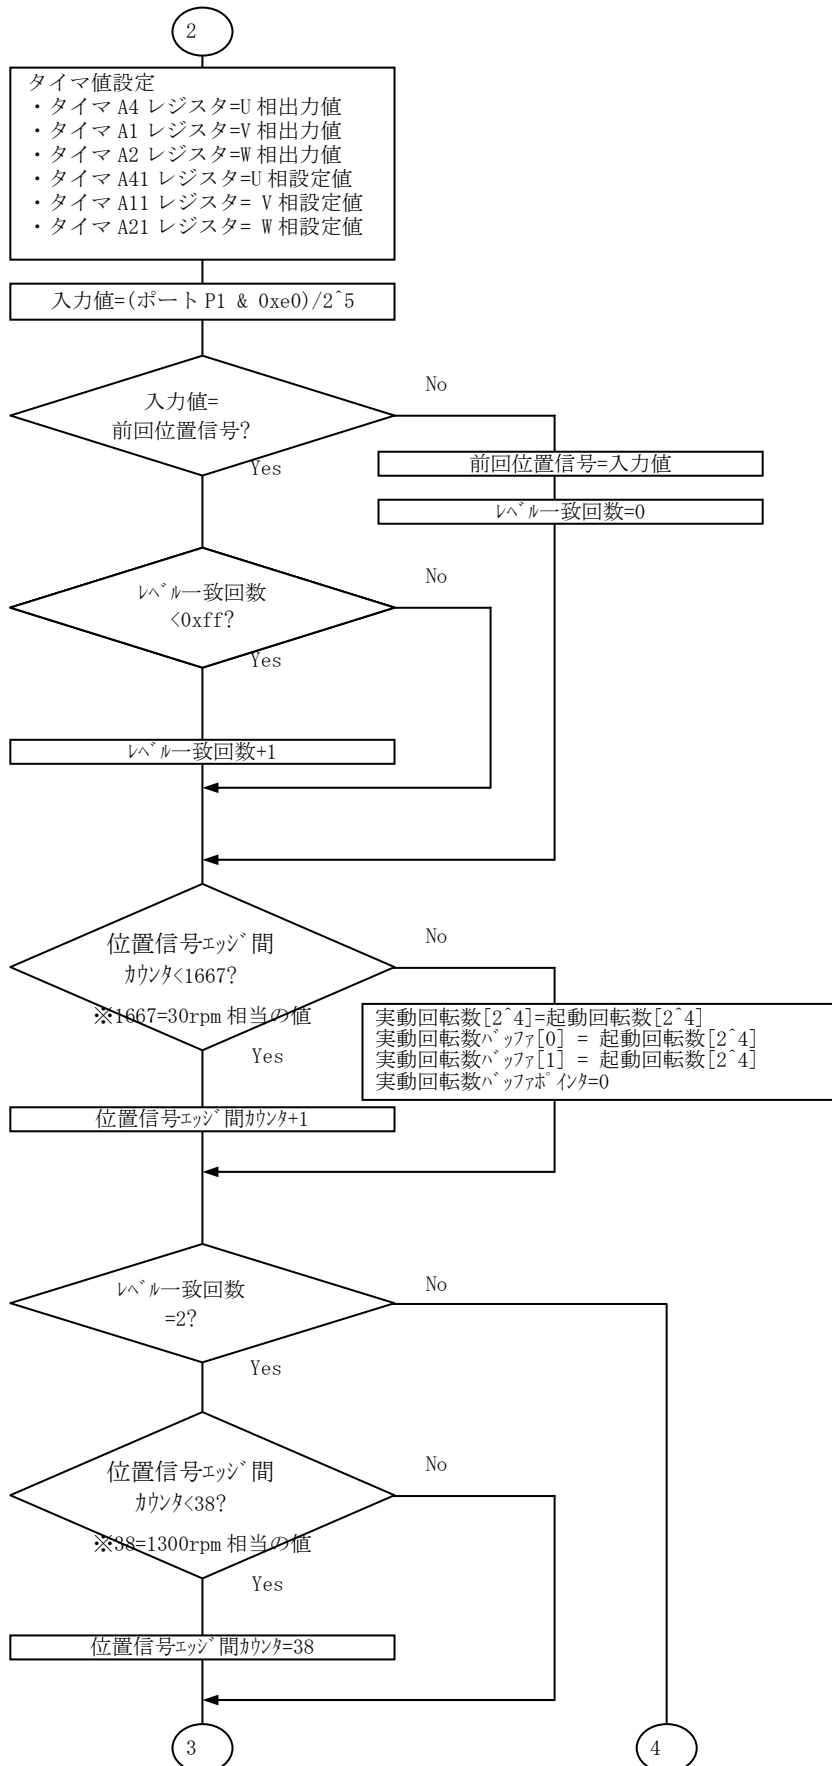 2
タイマ値設定
・タイマ A4 レジスタ=U 相出力値
・タイマ A1 レジスタ=V 相出力値
・タイマ A2 レジスタ=W 相出力値
・タイマ A41 レジスタ=U 相設定値
・タイマ A11 レジスタ= V 相設定値
・タイマ A21 レジスタ= W 相設定値
入力値=(ポート P1 & 0xe0)/2^5
入力値=
前回位置信号?
No
Yes
前回位置信号=入力値
ﾚﾍﾞﾙ一致回数=0
ﾚﾍﾞﾙ一致回数
<0xff?
No
Yes
ﾚﾍﾞﾙ一致回数+1
位置信号ｴｯｼﾞ間
ｶｳﾝﾀ<1667?
※1667=30rpm 相当の値
No
Yes
実動回転数[2^4]=起動回転数[2^4]
実動回転数ﾊﾞｯﾌｧ[0] = 起動回転数[2^4]
実動回転数ﾊﾞｯﾌｧ[1] = 起動回転数[2^4]
実動回転数ﾊﾞｯﾌｧﾎﾟｲﾝﾀ=0
位置信号ｴｯｼﾞ間ｶｳﾝﾀ+1
ﾚﾍﾞﾙ一致回数
=2?
No
Yes
位置信号ｴｯｼﾞ間
ｶｳﾝﾀ<38?
※38=1300rpm 相当の値
No
Yes
位置信号ｴｯｼﾞ間ｶｳﾝﾀ=38
3
4